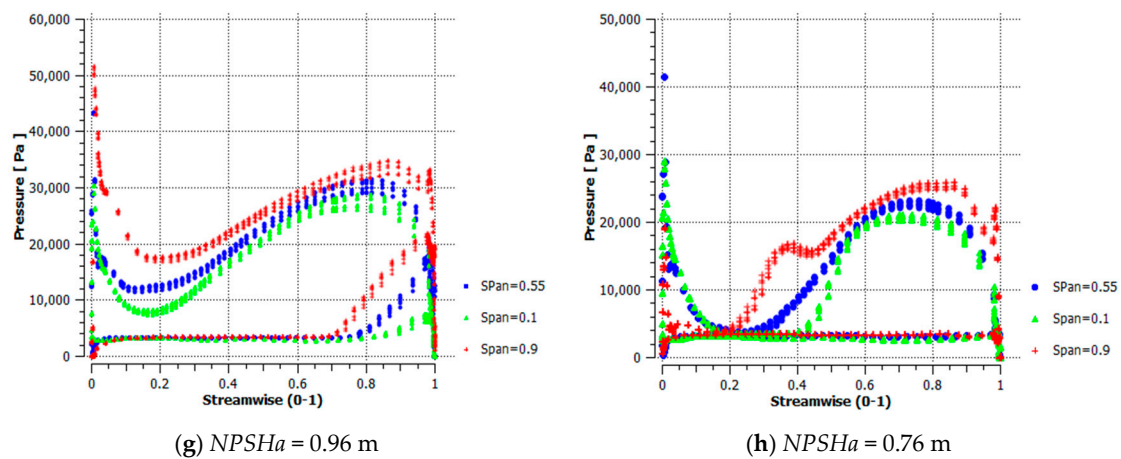 60,000
50,000
40,000
30,000
20,000
10,000
0
Pressure [ Pa ]
0 0.2 0.4 0.6 0.8 1
Streamwise (0-1)
SPan=0.55
Span=0.1
Span=0.9
(g) NPSHa = 0.96 m
50,000
40,000
30,000
20,000
10,000
0
Pressure [ Pa ]
0 0.2 0.4 0.6 0.8 1
Streamwise (0-1)
SPan=0.55
Span=0.1
Span=0.9
(h) NPSHa = 0.76 m